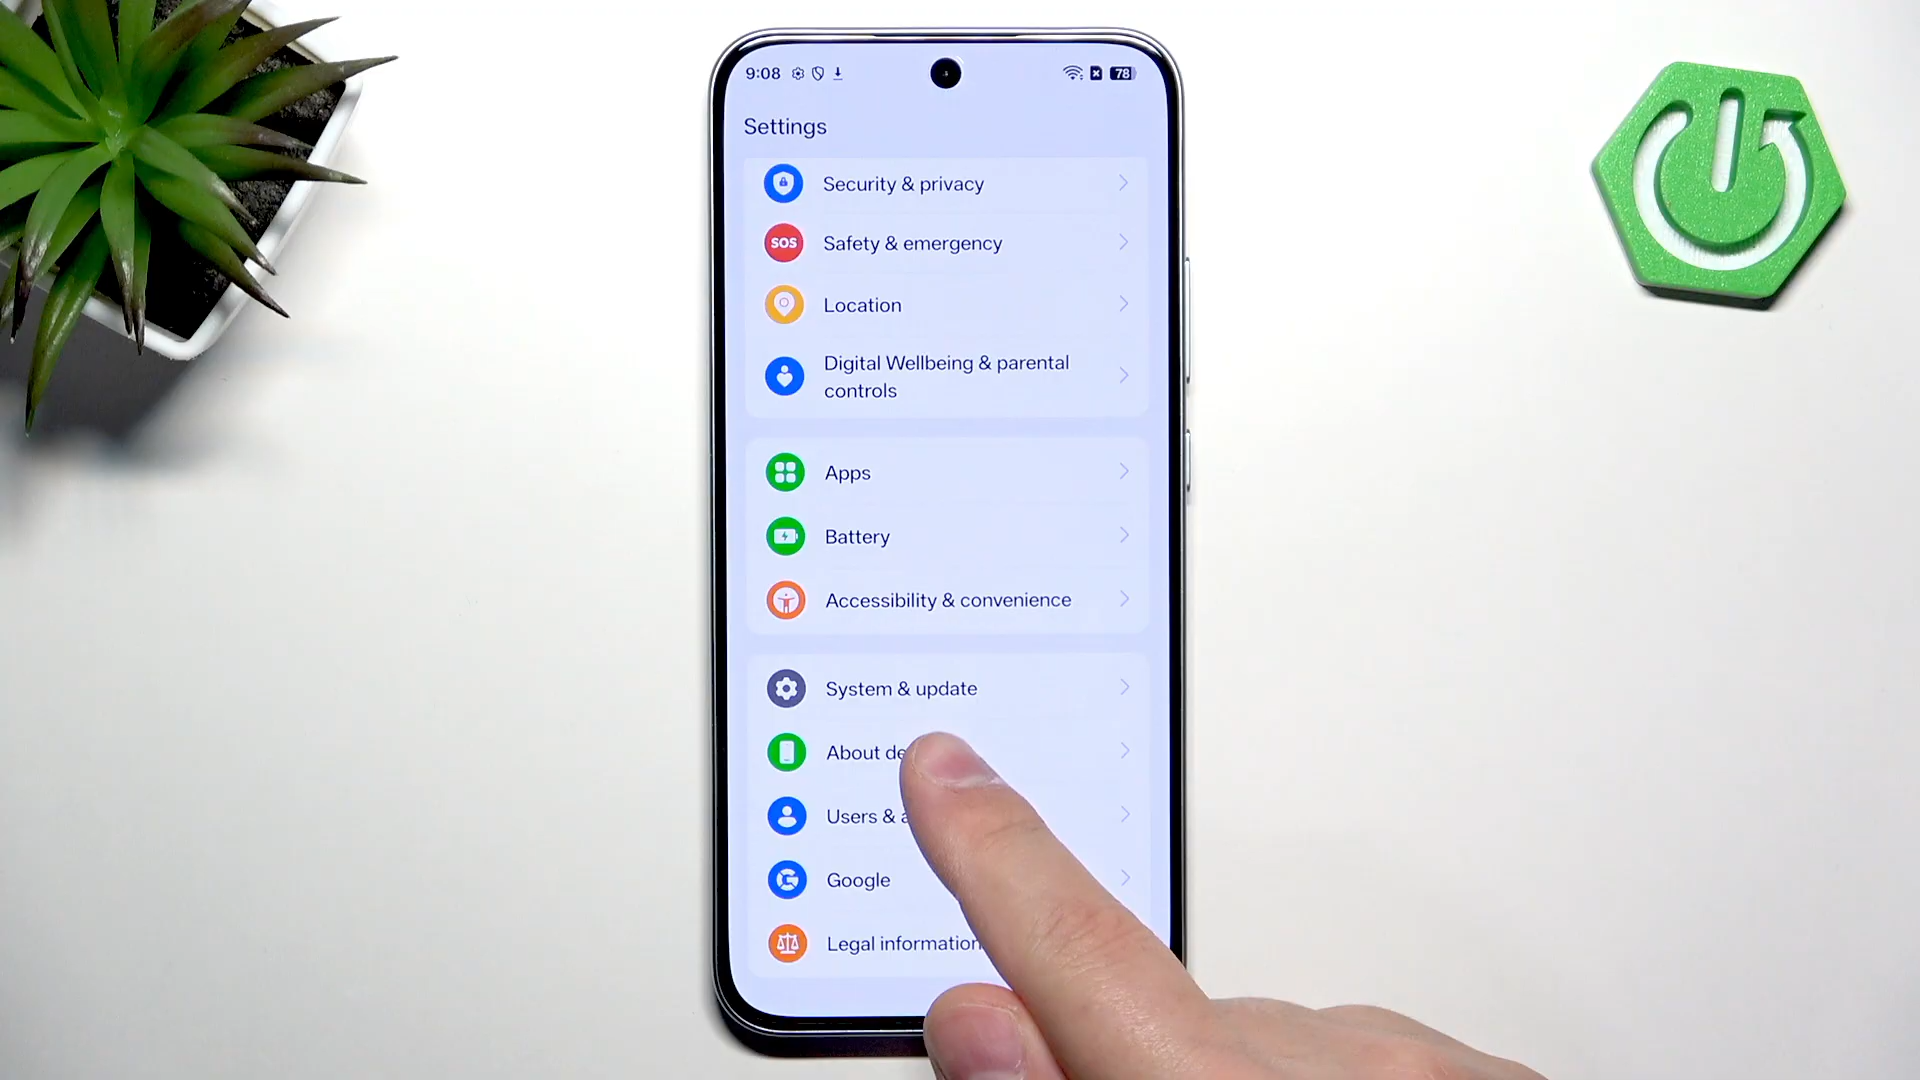 9:08
78
Settings
Security & privacy
SOS
Safety & emergency
Location
Digital Wellbeing & parental
controls
Apps
Battery
Accessibility & convenience
System & update
About
Users &
Google
Legal information